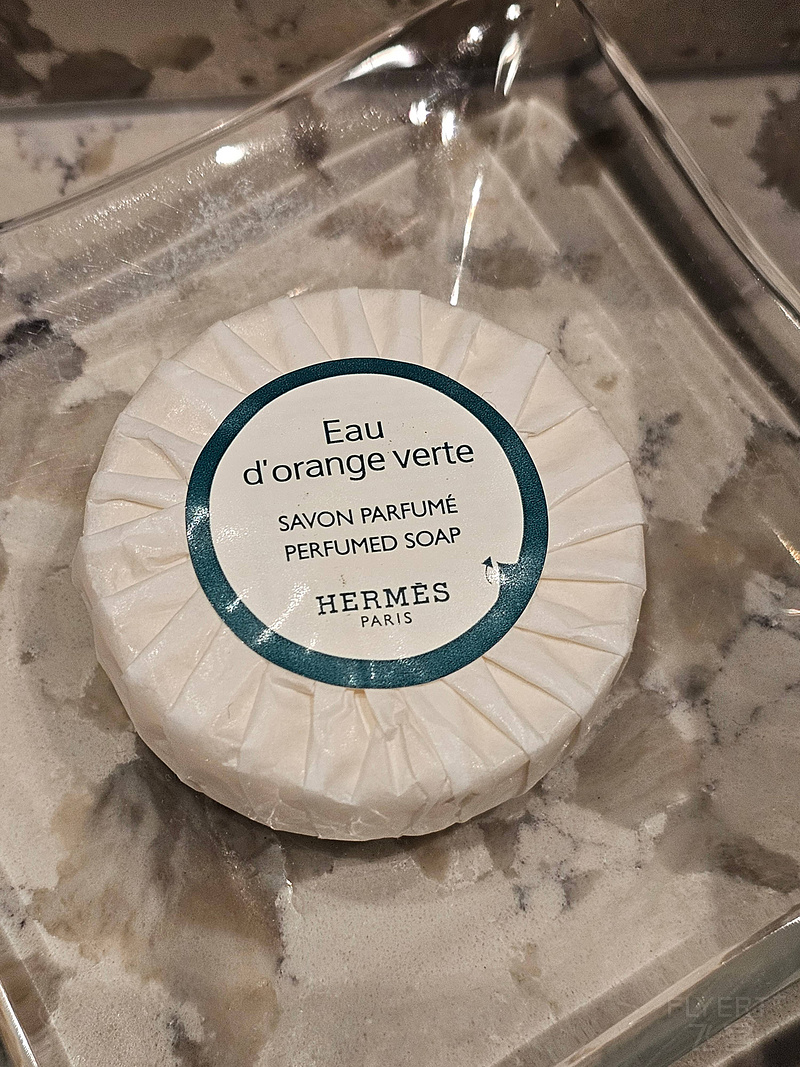 Eau
d'orange verte
SAVON PARFUMÉ
PERFUMED SOAP
HERMÈS
PARIS